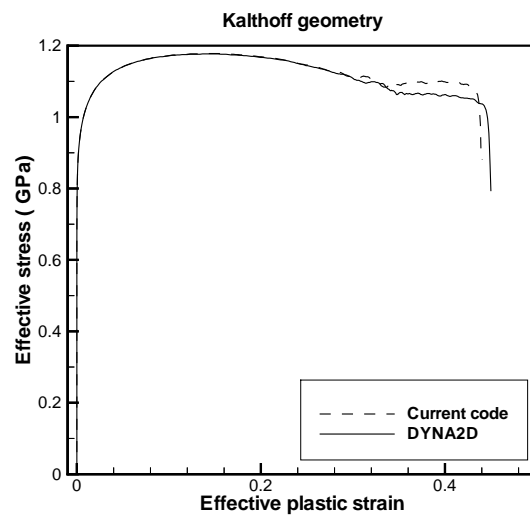 Kalthoff geometry
Effective stress ( GPa)
1.2
1
0.8
0.6
0.4
0.2
0
0
0.2
0.4
Effective plastic strain
Current code
DYNA2D